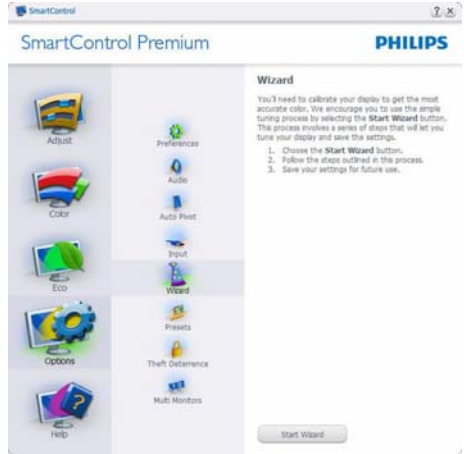 SmartControl
? ×
SmartControl Premium
PHILIPS
Adjust
Color
Eco
Options
Help
Preferences
Audio
Auto Pivot
Input
Wizard
Presets
Theft Deterrence
Multi Monitors
Wizard
You'll need to calibrate your display to get the most
accurate color. We encourage you to use the simple
tuning process by selecting the Start Wizard button.
This process involves a series of steps that will let you
tune your display and save the settings.
1. Choose the Start Wizard button.
2. Follow the steps outlined in this process.
3. Save your settings for future use.
Start Wizard